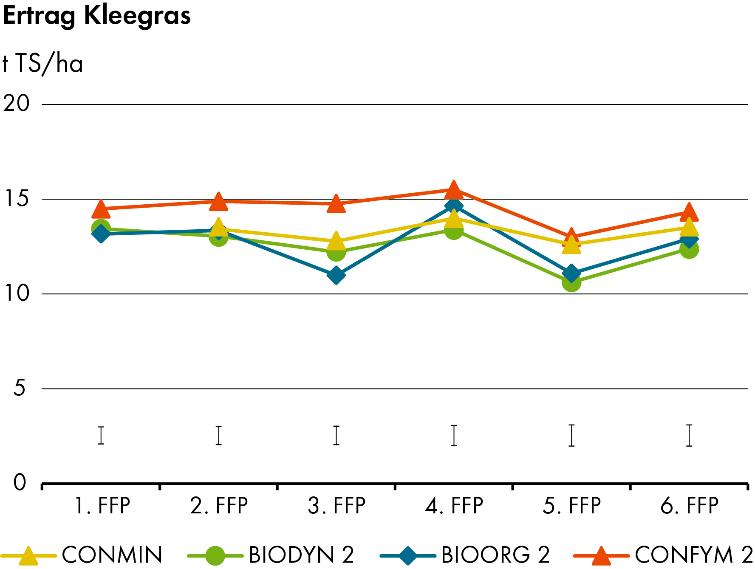 Ertrag Kleegras
t TS/ha
20
15
10
5
0
1. FFP 2. FFP 3. FFP 4. FFP 5. FFP 6. FFP
CONMIN BIODYN 2 BIOORG 2 CONFYM 2